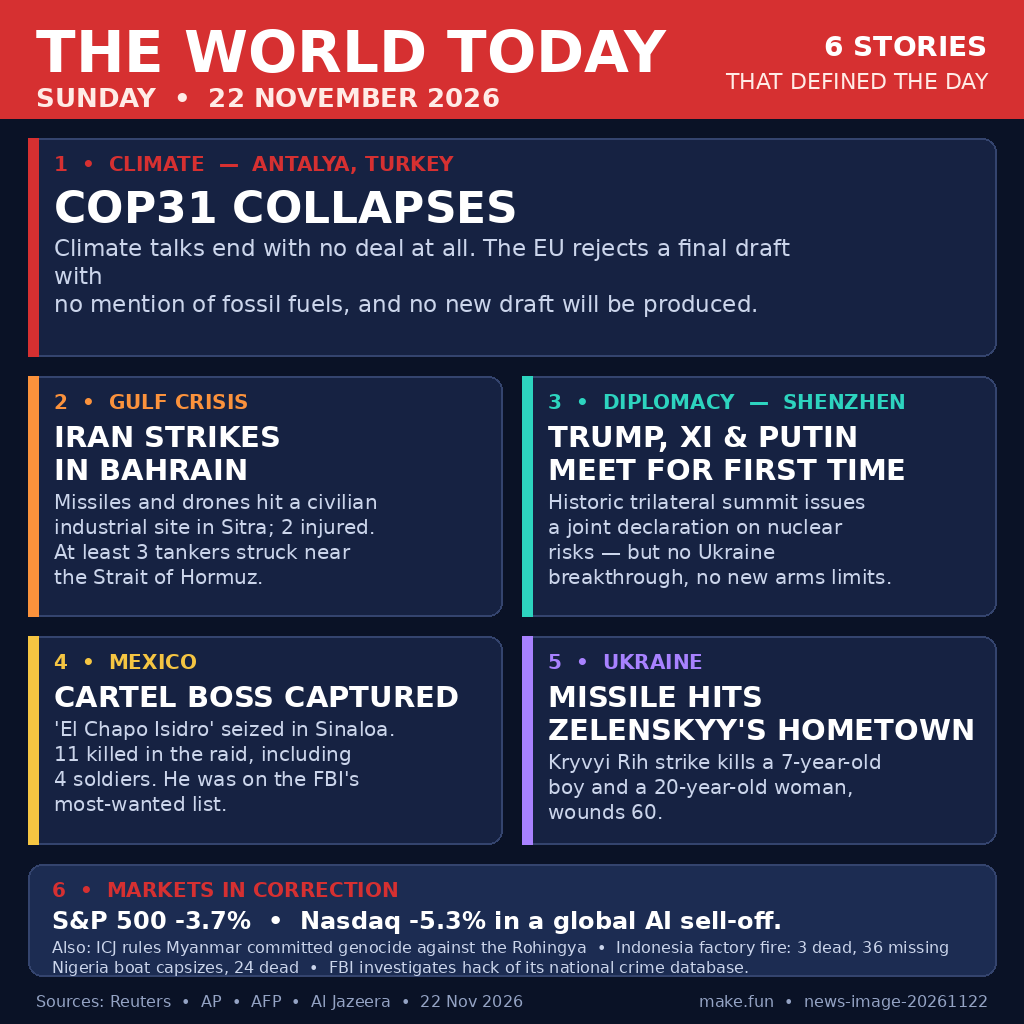 THE WORLD TODAY
SUNDAY • 22 NOVEMBER 2026
6 STORIES
THAT DEFINED THE DAY
1 • CLIMATE — ANTALYA, TURKEY
COP31 COLLAPSES
Climate talks end with no deal at all. The EU rejects a final draft
with
no mention of fossil fuels, and no new draft will be produced.
2 • GULF CRISIS
IRAN STRIKES
IN BAHRAIN
Missiles and drones hit a civilian
industrial site in Sitra; 2 injured.
At least 3 tankers struck near
the Strait of Hormuz.
3 • DIPLOMACY — SHENZHEN
TRUMP, XI & PUTIN
MEET FOR FIRST TIME
Historic trilateral summit issues
a joint declaration on nuclear
risks — but no Ukraine
breakthrough, no new arms limits.
4 • MEXICO
CARTEL BOSS CAPTURED
'El Chapo Isidro' seized in Sinaloa.
11 killed in the raid, including
4 soldiers. He was on the FBI's
most-wanted list.
5 • UKRAINE
MISSILE HITS
ZELENSKYY'S HOMETOWN
Kryvyi Rih strike kills a 7-year-old
boy and a 20-year-old woman,
wounds 60.
6 • MARKETS IN CORRECTION
S&P 500 -3.7% • Nasdaq -5.3% in a global AI sell-off.
Also: ICJ rules Myanmar committed genocide against the Rohingya • Indonesia factory fire: 3 dead, 36 missing
Nigeria boat capsizes, 24 dead • FBI investigates hack of its national crime database.
Sources: Reuters • AP • AFP • Al Jazeera • 22 Nov 2026
make.fun • news-image-20261122